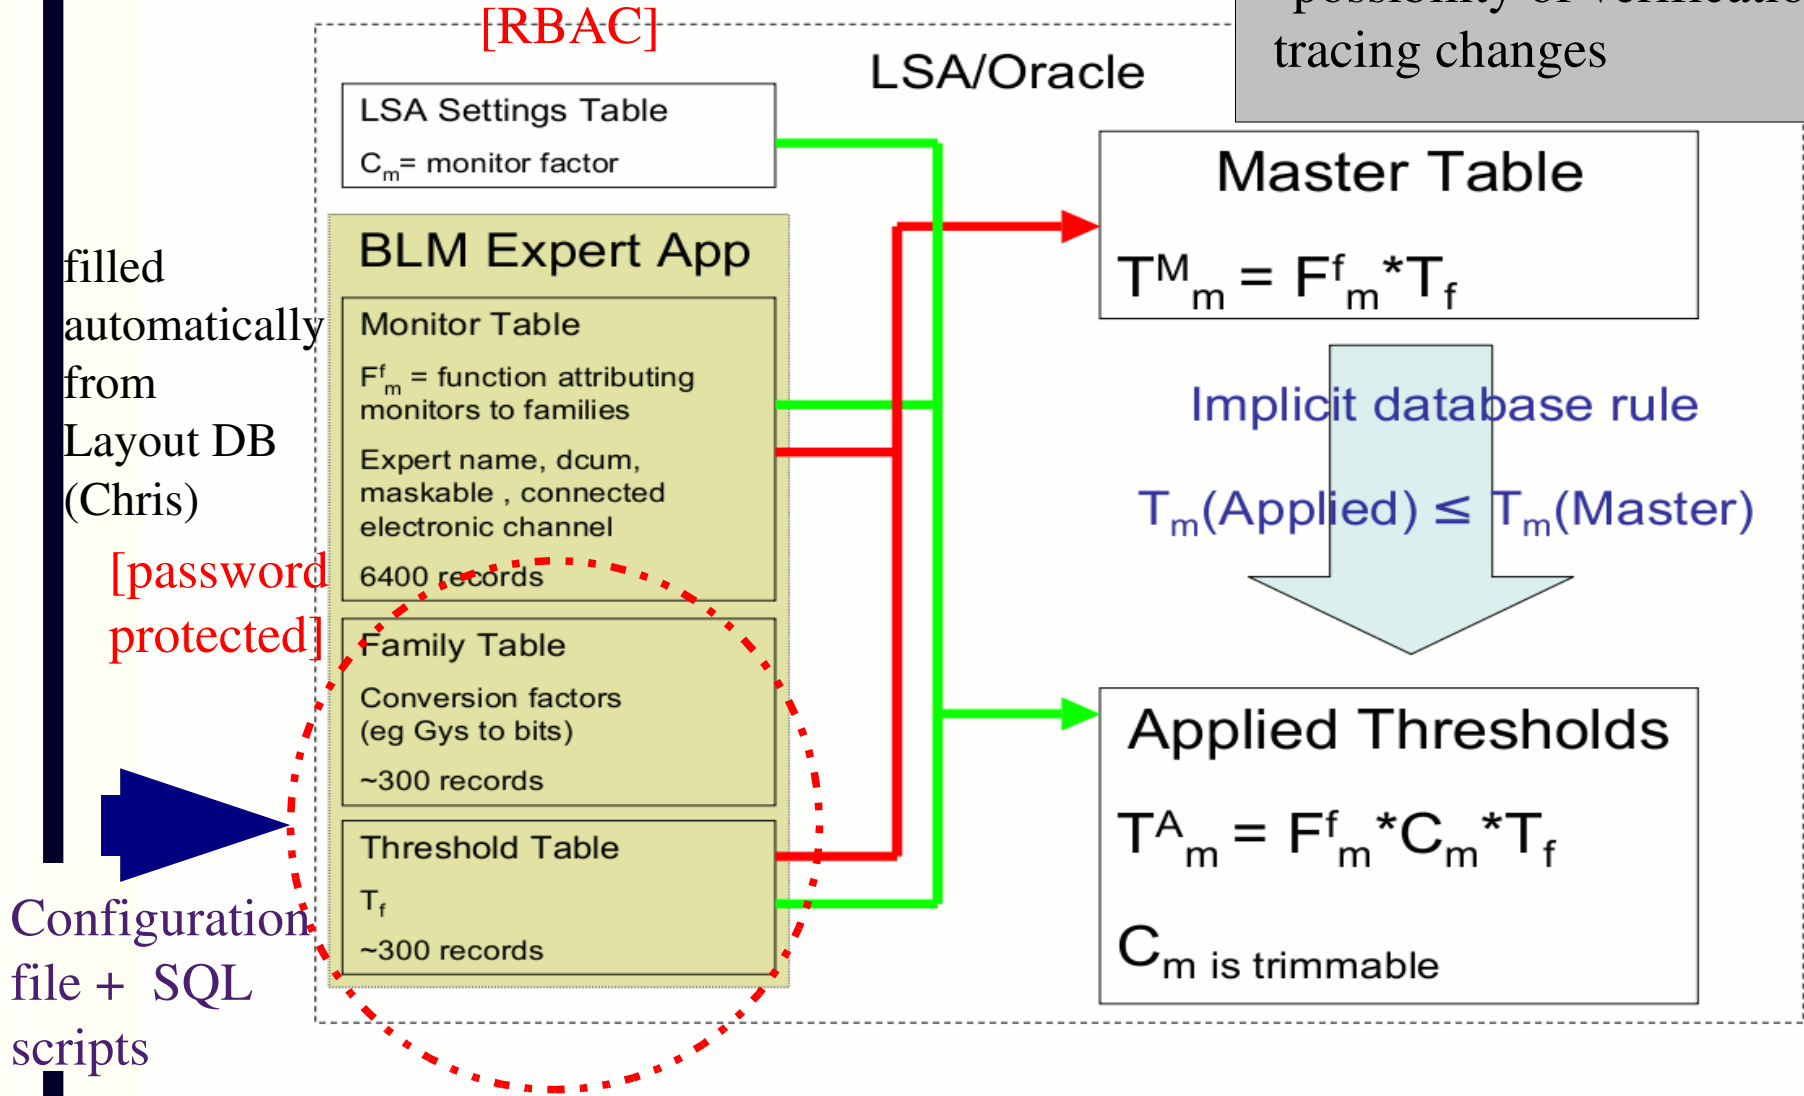 [RBAC]
possibility of verification
tracing changes
LSA/Oracle
LSA Settings Table
Cm= monitor factor
BLM Expert App
Monitor Table
Ffm = function attributing
monitors to families
Expert name, dcum,
maskable , connected
electronic channel
6400 records
Family Table
Conversion factors
(eg Gys to bits)
~300 records
Threshold Table
Tf
~300 records
filled
automatically
from
Layout DB
(Chris)
[password
protected]
Configuration
file + SQL
scripts
Master Table
TMm = Ffm*Tf
Implicit database rule
Tm(Applied) ≤ Tm(Master)
Applied Thresholds
TAm = Ffm*Cm*Tf
Cm is trimmable